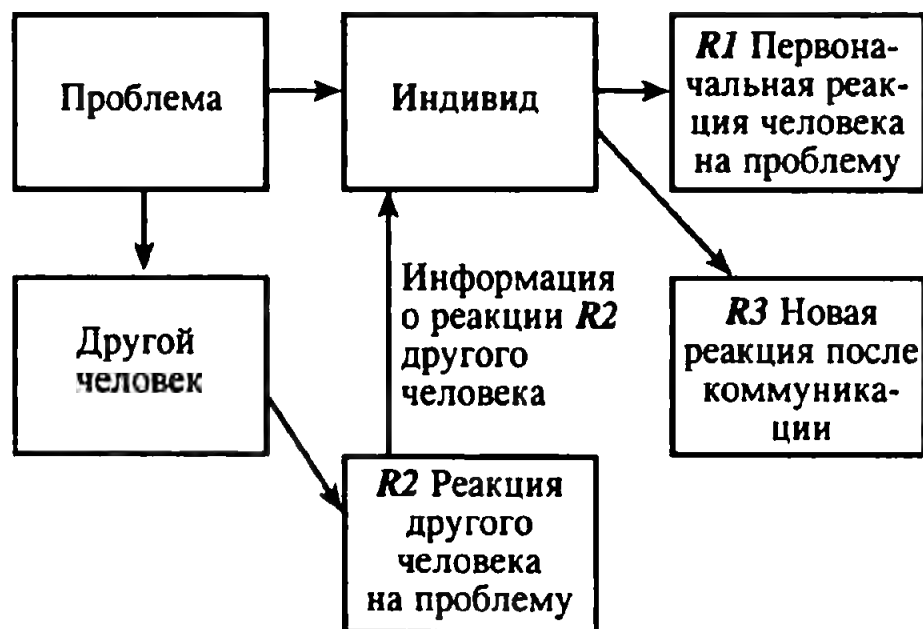 Проблема
Индивид
R1 Первона-
чальная реак-
ция человека
на проблему
Другой
человек
Информация
о реакции R2
другого
человека
R3 Новая
реакция после
коммуника-
ции
R2 Реакция
другого
человека
на проблему